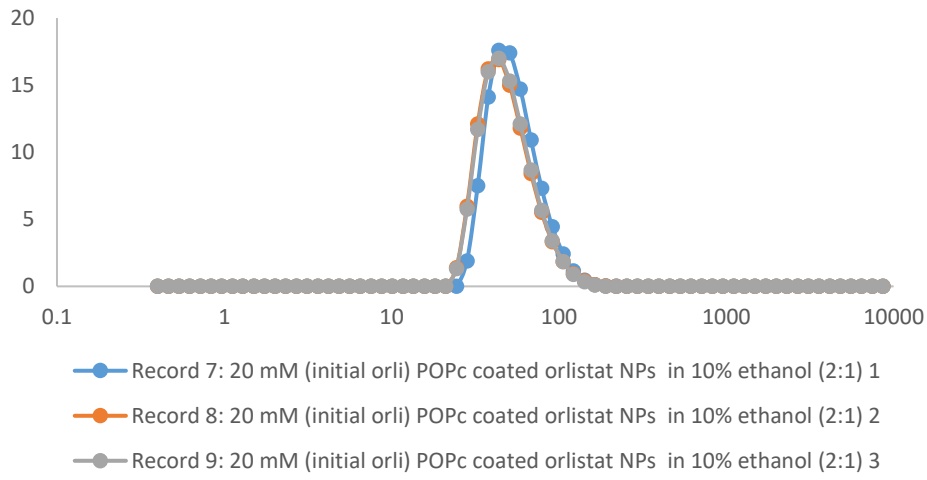 20
15
10
5
0
0.1 1 10 100 1000 10000
Record 7: 20 mM (initial orli) POPc coated orlistat NPs in 10% ethanol (2:1) 1
Record 8: 20 mM (initial orli) POPc coated orlistat NPs in 10% ethanol (2:1) 2
Record 9: 20 mM (initial orli) POPc coated orlistat NPs in 10% ethanol (2:1) 3